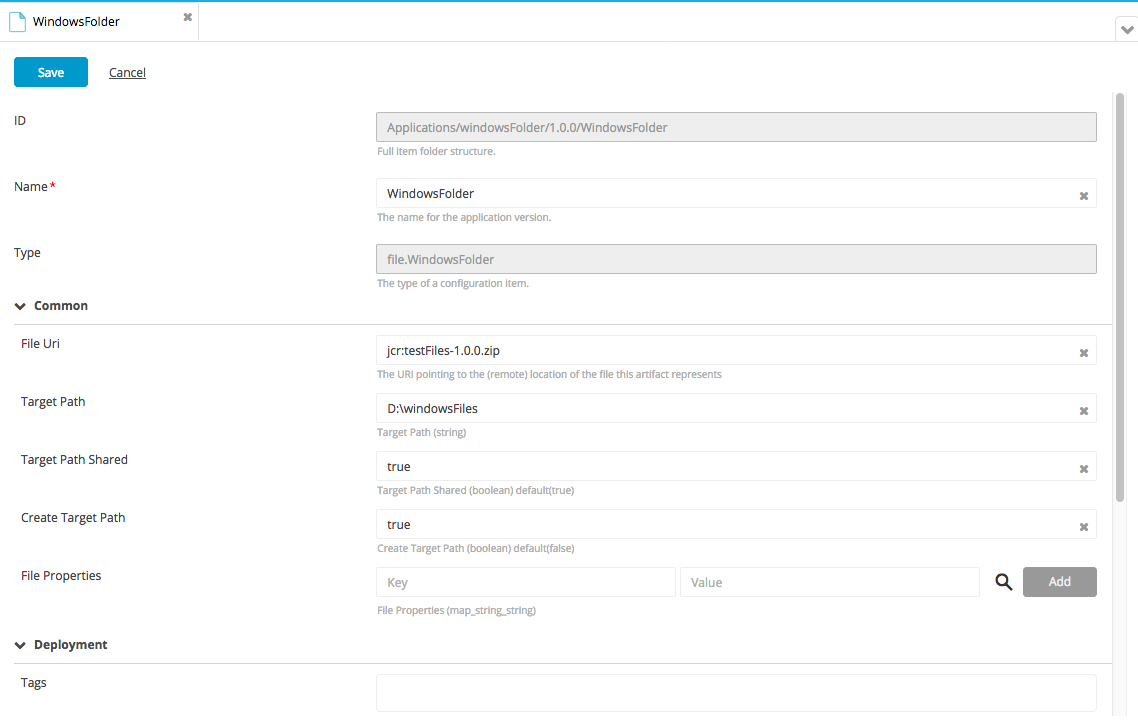 WindowsFolder
Save Cancel
ID
Applications/windowsFolder/1.0.0/WindowsFolder
Full item folder structure.
Name*
WindowsFolder
The name for the application version.
Type
file.WindowsFolder
The type of a configuration item.
Common
File Uri
jcr:testFiles-1.0.0.zip
The URI pointing to the (remote) location of the file this artifact represents
Target Path
D:\windowsFiles
Target Path (string)
Target Path Shared
true
Target Path Shared (boolean) default(true)
Create Target Path
true
Create Target Path (boolean) default(false)
File Properties
Key Value Add
File Properties (map_string_string)
Deployment
Tags